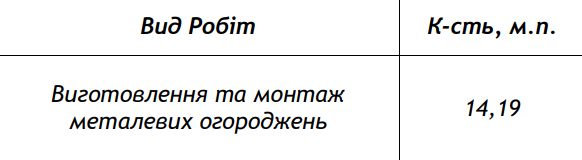 Вид Робіт
К-сть, м.п.
Виготовлення та монтаж
металевих огороджень
14,19